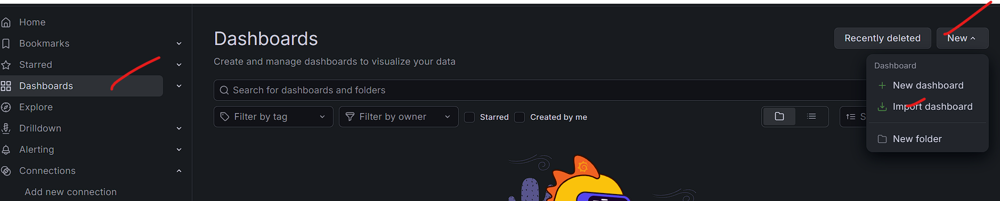 Home
Bookmarks
Starred
Dashboards
Explore
Drilldown
Alerting
Connections
Add new connection
Dashboards
Create and manage dashboards to visualize your data
Recently deleted
New
Search for dashboards and folders
Filter by tag
Filter by owner
Starred
Created by me
S
Dashboard
New dashboard
Import dashboard
New folder